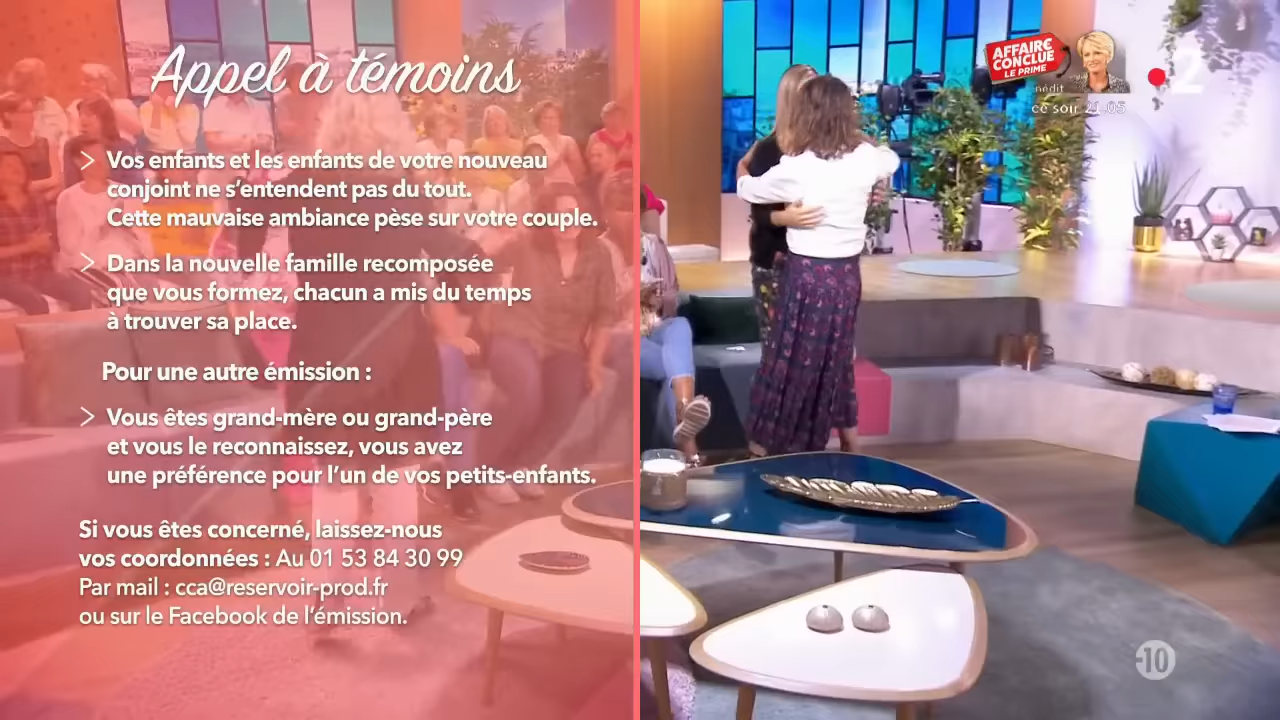 Appel à témoins
Vos enfants et les enfants de votre nouveau
conjoint ne s'entendent pas du tout.
Cette mauvaise ambiance pèse sur votre couple.
Dans la nouvelle famille recomposée
que vous formez, chacun a mis du temps
à trouver sa place.
Pour une autre émission :
Vous êtes grand-mère ou grand-père
et vous le reconnaissez, vous avez
une préférence pour l'un de vos petits-enfants.
Si vous êtes concerné, laissez-nous
vos coordonnées : Au 01 53 84 30 99
Par mail : cca@reservoir-prod.fr
ou sur le Facebook de l'émission.
AFFAIRE
CONCLUE
LE PRIME
inédit
ce soir 21.05
2
-10